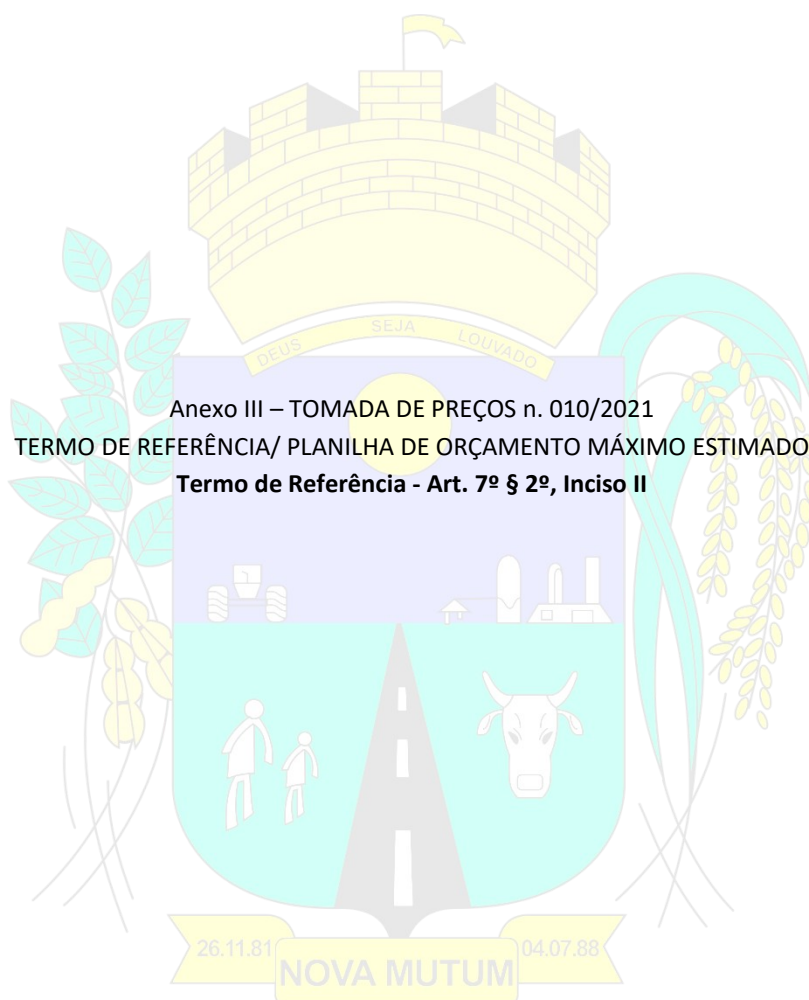 DEUS SEJA LOUVADO
Anexo III – TOMADA DE PREÇOS n. 010/2021
TERMO DE REFERÊNCIA/ PLANILHA DE ORÇAMENTO MÁXIMO ESTIMADO
Termo de Referência - Art. 7º § 2º, Inciso II
26.11.81 NOVA MUTUM 04.07.88